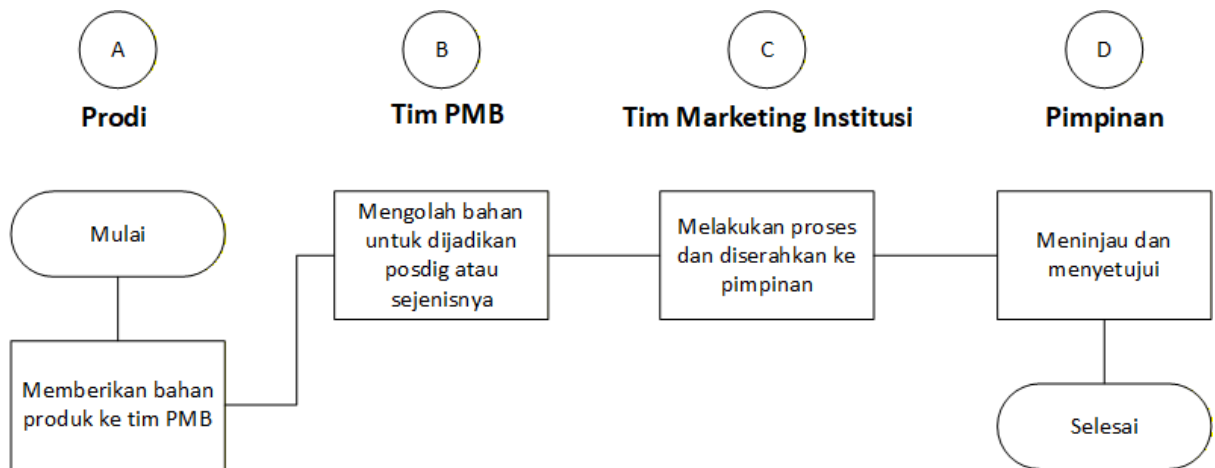 A
B
C
D
Prodi
Tim PMB
Tim Marketing Institusi
Pimpinan
Mulai
Memberikan bahan
produk ke tim PMB
Mengolah bahan
untuk dijadikan
posdig atau
sejenisnya
Melakukan proses
dan diserahkan ke
pimpinan
Meninjau dan
menyetujui
Selesai